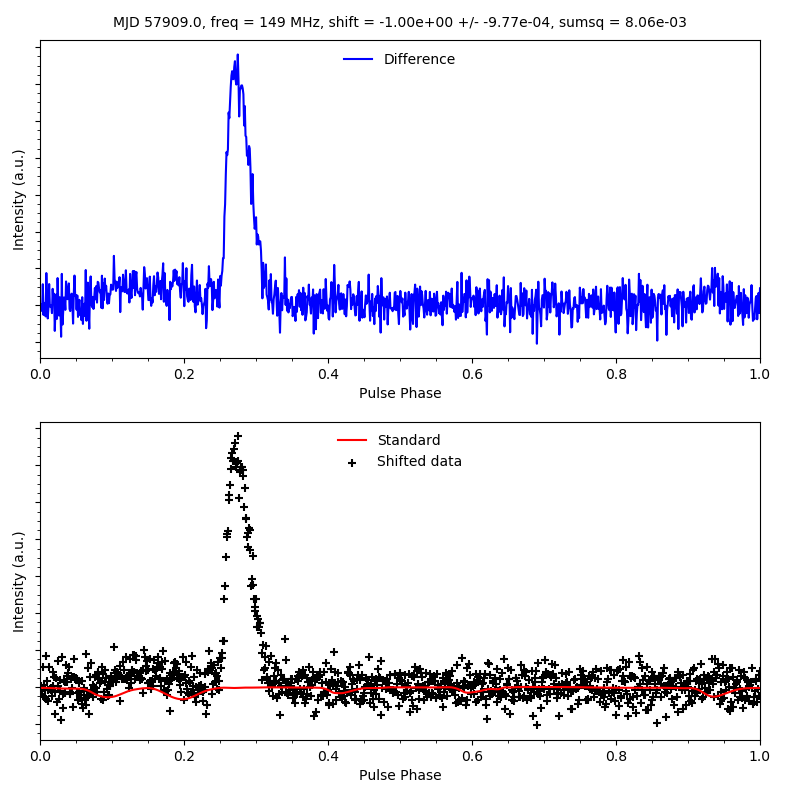 MJD 57909.0, freq = 149 MHz, shift = -1.00e+00 +/- -9.77e-04, sumsq = 8.06e-03
Difference
Intensity (a.u.)
0.0 0.2 0.4 0.6 0.8 1.0
Pulse Phase
Standard
Shifted data
Intensity (a.u.)
0.0 0.2 0.4 0.6 0.8 1.0
Pulse Phase